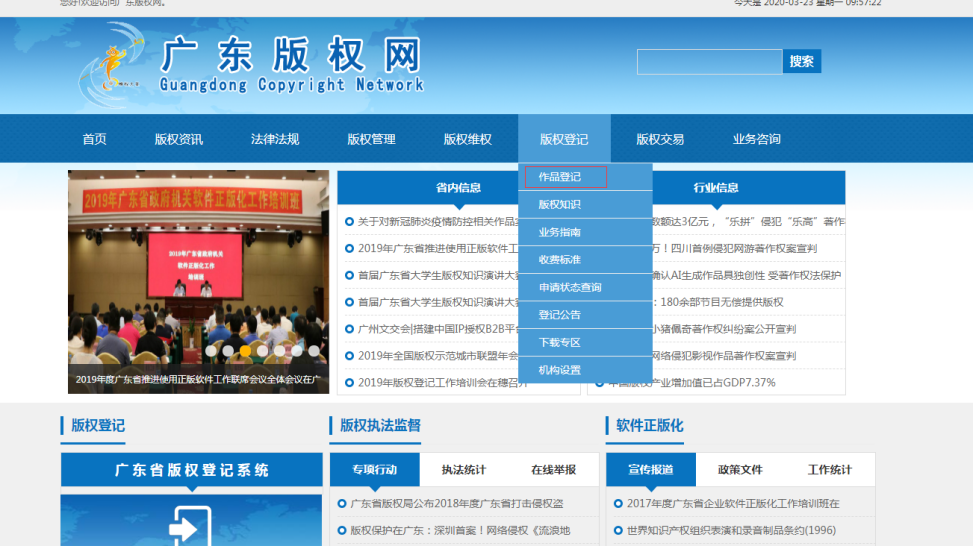 您好!欢迎访问广东版权网。
今天是 2020-03-23 星期一 09:57:22
广东版权网
Guangdong Copyright Network
搜索
首页 版权资讯 法律法规 版权管理 版权维权 版权登记 版权交易 业务咨询
作品登记
版权知识
业务指南
收费标准
申请状态查询
登记公告
下载专区
机构设置
2019年广东省政府机关软件正版化工作培训班
2019年广东省政府机关
软件正版化工作
培训班
2019年度广东省推进使用正版软件工作联席会议全体会议在广
省内信息
关于对新冠肺炎疫情防控相关作品
2019年广东省推进使用正版软件工
首届广东省大学生版权知识演讲大
首届广东省大学生版权知识演讲大
广州文交会|搭建中国IP授权B2B平
2019年全国版权示范城市联盟年会
2019年版权登记工作培训会在穗召开
行业信息
数额达3亿元，“乐拼”侵犯“乐高”著作
万！四川首例侵犯网游著作权案宣判
确认AI生成作品具独创性 受著作权法保护
：180余部节目无偿提供版权
小猪佩奇著作权纠纷案公开宣判
网络侵犯影视作品著作权案宣判
中国版权产业增加值已占GDP7.37%
版权登记
广东省版权登记系统
版权执法监督
专项行动 执法统计 在线举报
广东省版权局公布2018年度广东省打击侵权盗
版权保护在广东：深圳首案！网络侵权《流浪地
软件正版化
宣传报道 政策文件 工作统计
2017年度广东省企业软件正版化工作培训班在
世界知识产权组织表演和录音制品条约(1996)